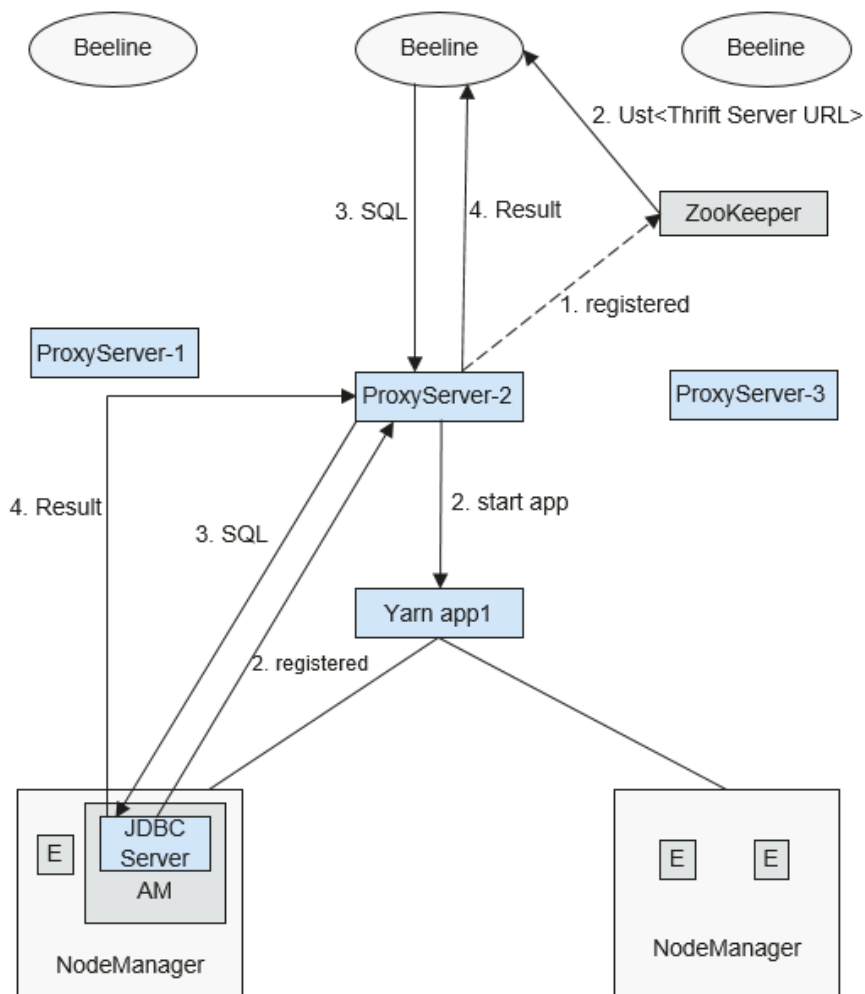 Beeline
Beeline
Beeline
2. Ust<Thrift Server URL>
3. SQL
4. Result
ZooKeeper
1. registered
ProxyServer-1
ProxyServer-2
ProxyServer-3
4. Result
3. SQL
2. start app
Yarn app1
2. registered
E
JDBC
Server
AM
NodeManager
E
E
NodeManager